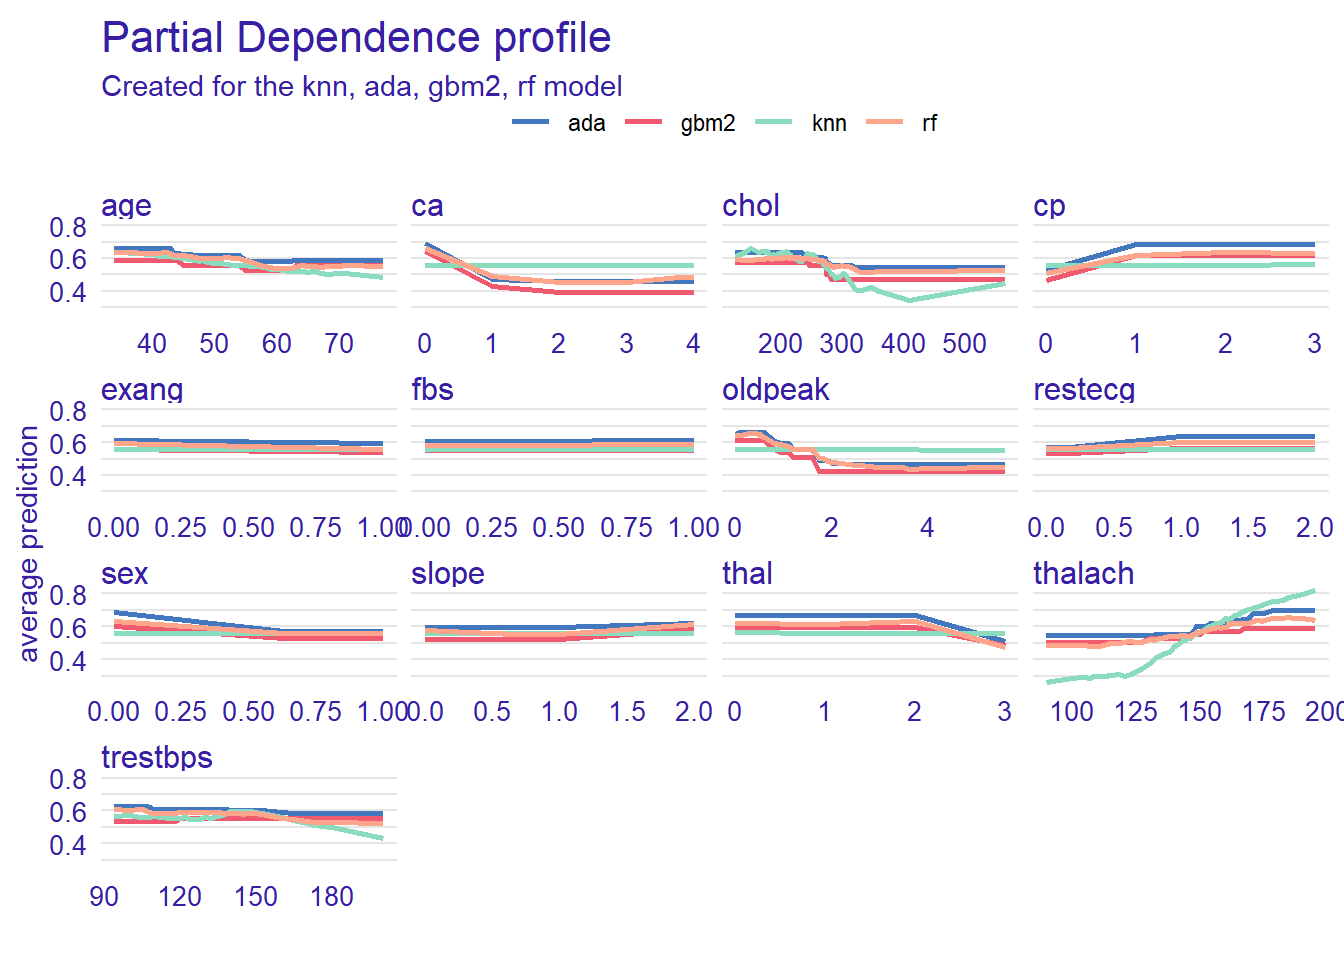 Partial Dependence profile
Created for the knn, ada, gbm2, rf model
ada gbm2 knn rf
age ca chol cp
0.8
0.6
0.4
40 50 60 70 0 1 2 3 4 200 300 400 500 0 1 2 3
exang fbs oldpeak restecg
0.8
0.6
0.4
0.00 0.25 0.50 0.75 1.00 0.00 0.25 0.50 0.75 1.00 0 2 4 0.0 0.5 1.0 1.5 2.0
average prediction
sex slope thal thalach
0.8
0.6
0.4
0.00 0.25 0.50 0.75 1.00 0.0 0.5 1.0 1.5 2.0 0 1 2 3 100 125 150 175 200
trestbps
0.8
0.6
0.4
90 120 150 180